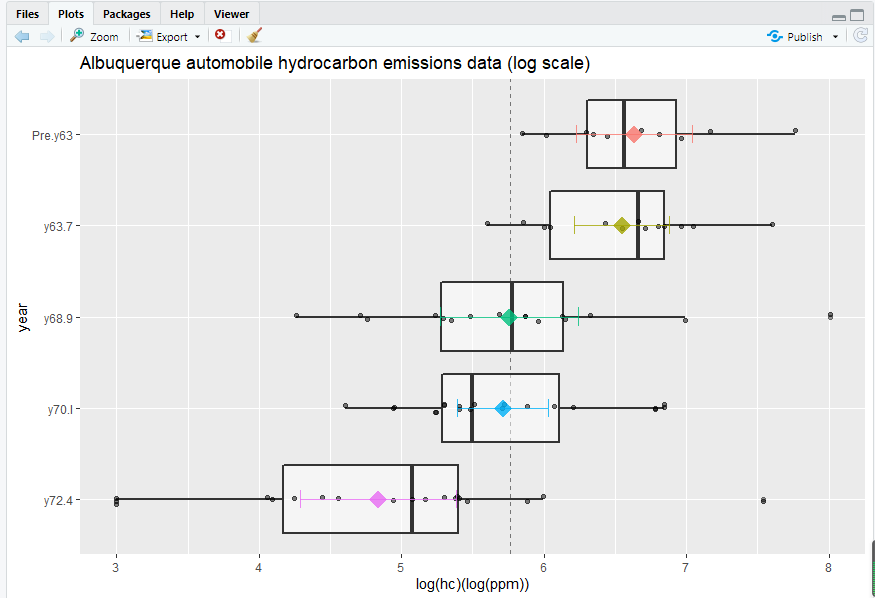 Files Plots Packages Help Viewer
Zoom Export Publish
Albuquerque automobile hydrocarbon emissions data (log scale)
Pre.y63
y63.7
y68.9
y70.1
y72.4
year
3 4 5 6 7 8
log(hc)(log(ppm))